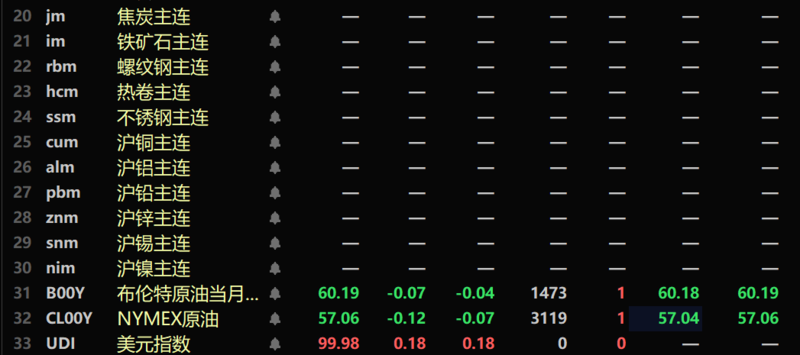 20 jm 焦炭主连 — — — — — — —
21 im 铁矿石主连 — — — — — — —
22 rbm 螺纹钢主连 — — — — — — —
23 hcm 热卷主连 — — — — — — —
24 ssm 不锈钢主连 — — — — — — —
25 cum 沪铜主连 — — — — — — —
26 alm 沪铝主连 — — — — — — —
27 pbm 沪铅主连 — — — — — — —
28 znm 沪锌主连 — — — — — — —
29 snm 沪锡主连 — — — — — — —
30 nim 沪镍主连 — — — — — — —
31 B00Y 布伦特原油当月... 60.19 -0.07 -0.04 1473 1 60.18 60.19
32 CL00Y NYMEX原油 57.06 -0.12 -0.07 3119 1 57.04 57.06
33 UDI 美元指数 99.98 0.18 0.18 0 0 — —